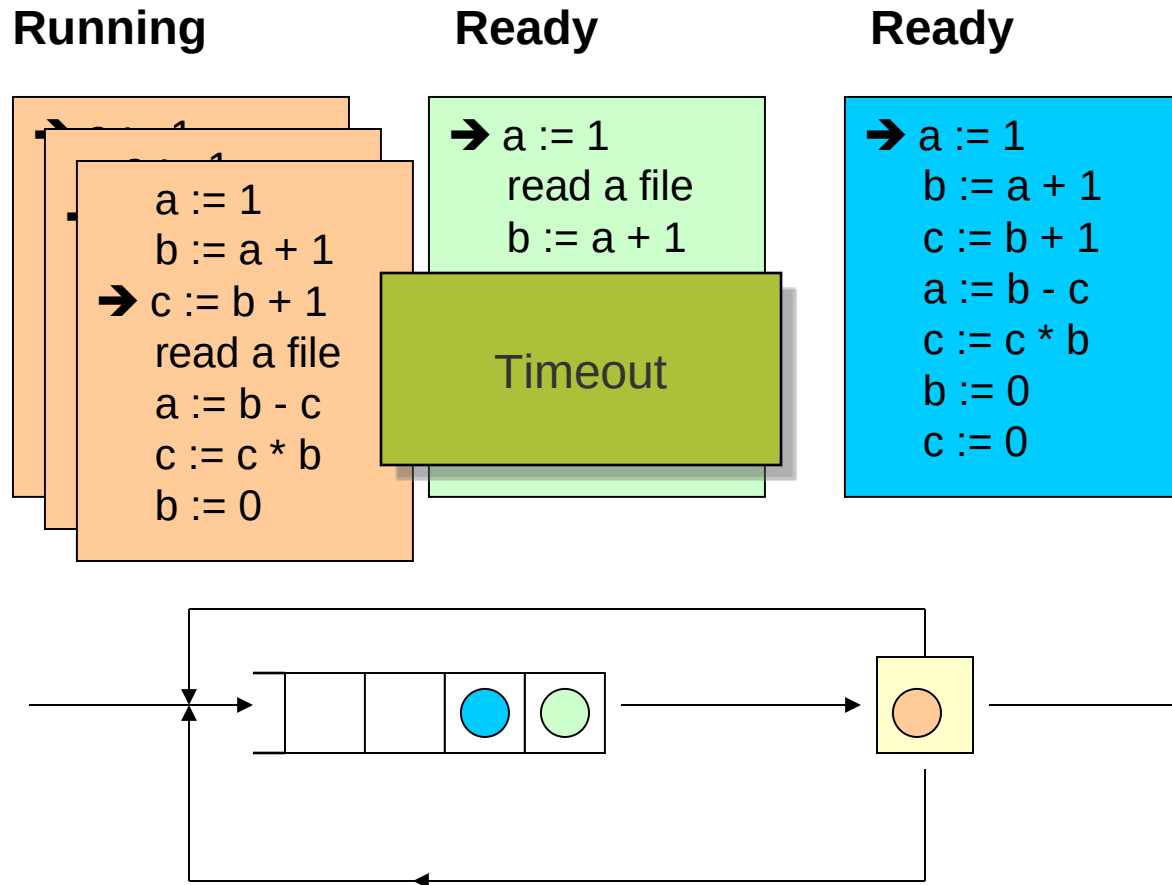 Running
Ready
Ready
a := 1
b := a + 1
➔ c := b + 1
read a file
a := b - c
c := c * b
b := 0
➔ a := 1
read a file
b := a + 1
Timeout
➔ a := 1
b := a + 1
c := b + 1
a := b - c
c := c * b
b := 0
c := 0